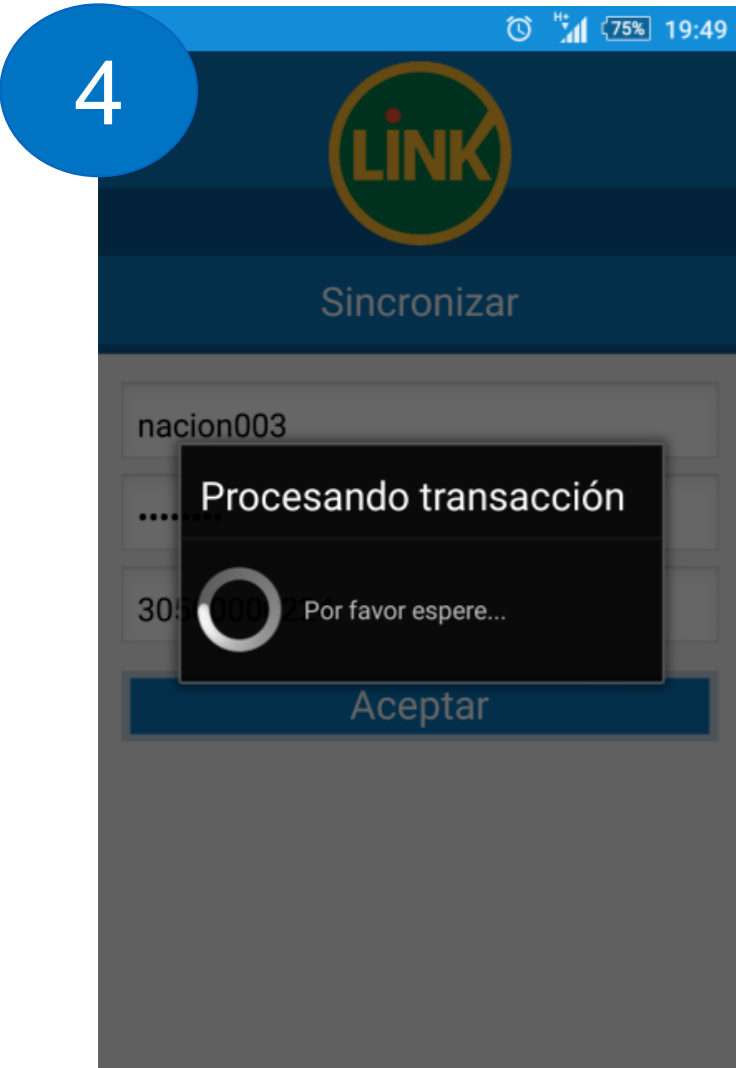 4
H+
75% 19:49
LINK
Sincronizar
nacion003
Procesando transacción
Por favor espere...
Aceptar